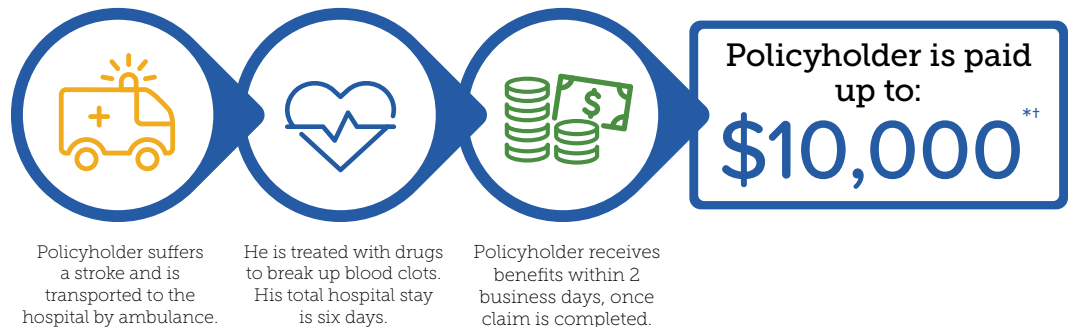 Policyholder is paid
up to:
$10,000*†
Policyholder suffers
a stroke and is
transported to the
hospital by ambulance.
He is treated with drugs
to break up blood clots.
His total hospital stay
is six days.
Policyholder receives
benefits within 2
business days, once
claim is completed.
$